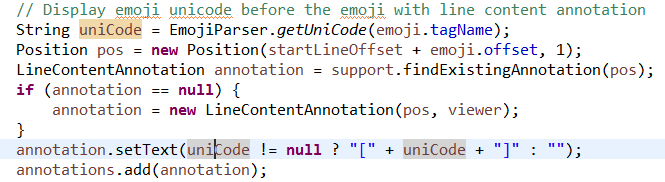 // Display emoji unicode before the emoji with line content annotation
String uniCode = EmojiParser.getUniCode(emoji.tagName);
Position pos = new Position(startLineOffset + emoji.offset, 1);
LineContentAnnotation annotation = support.findExistingAnnotation(pos);
if (annotation == null) {
    annotation = new LineContentAnnotation(pos, viewer);
}
annotation.setText(uniCode != null ? "[" + uniCode + "]" : "");
annotations.add(annotation);